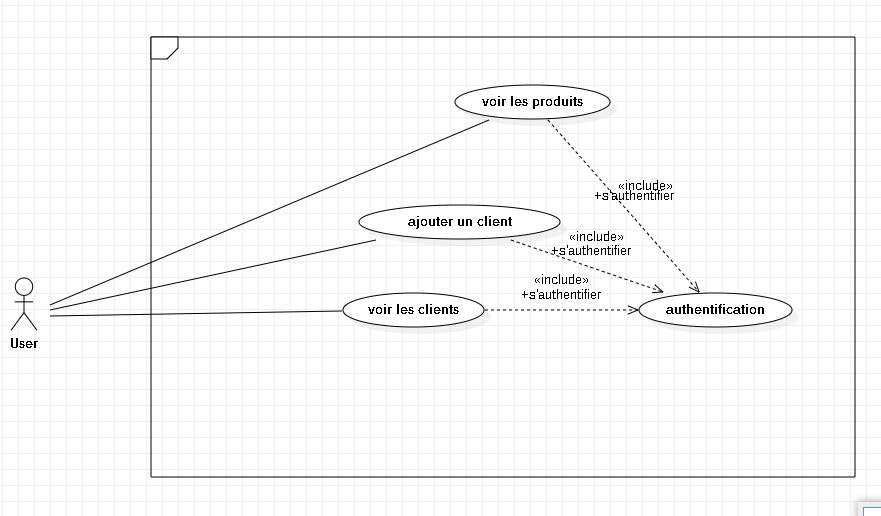 voir les produits
«include»
+s'authentifier
ajouter un client
«include»
+s'authentifier
«include»
+s'authentifier
voir les clients
authentification
User